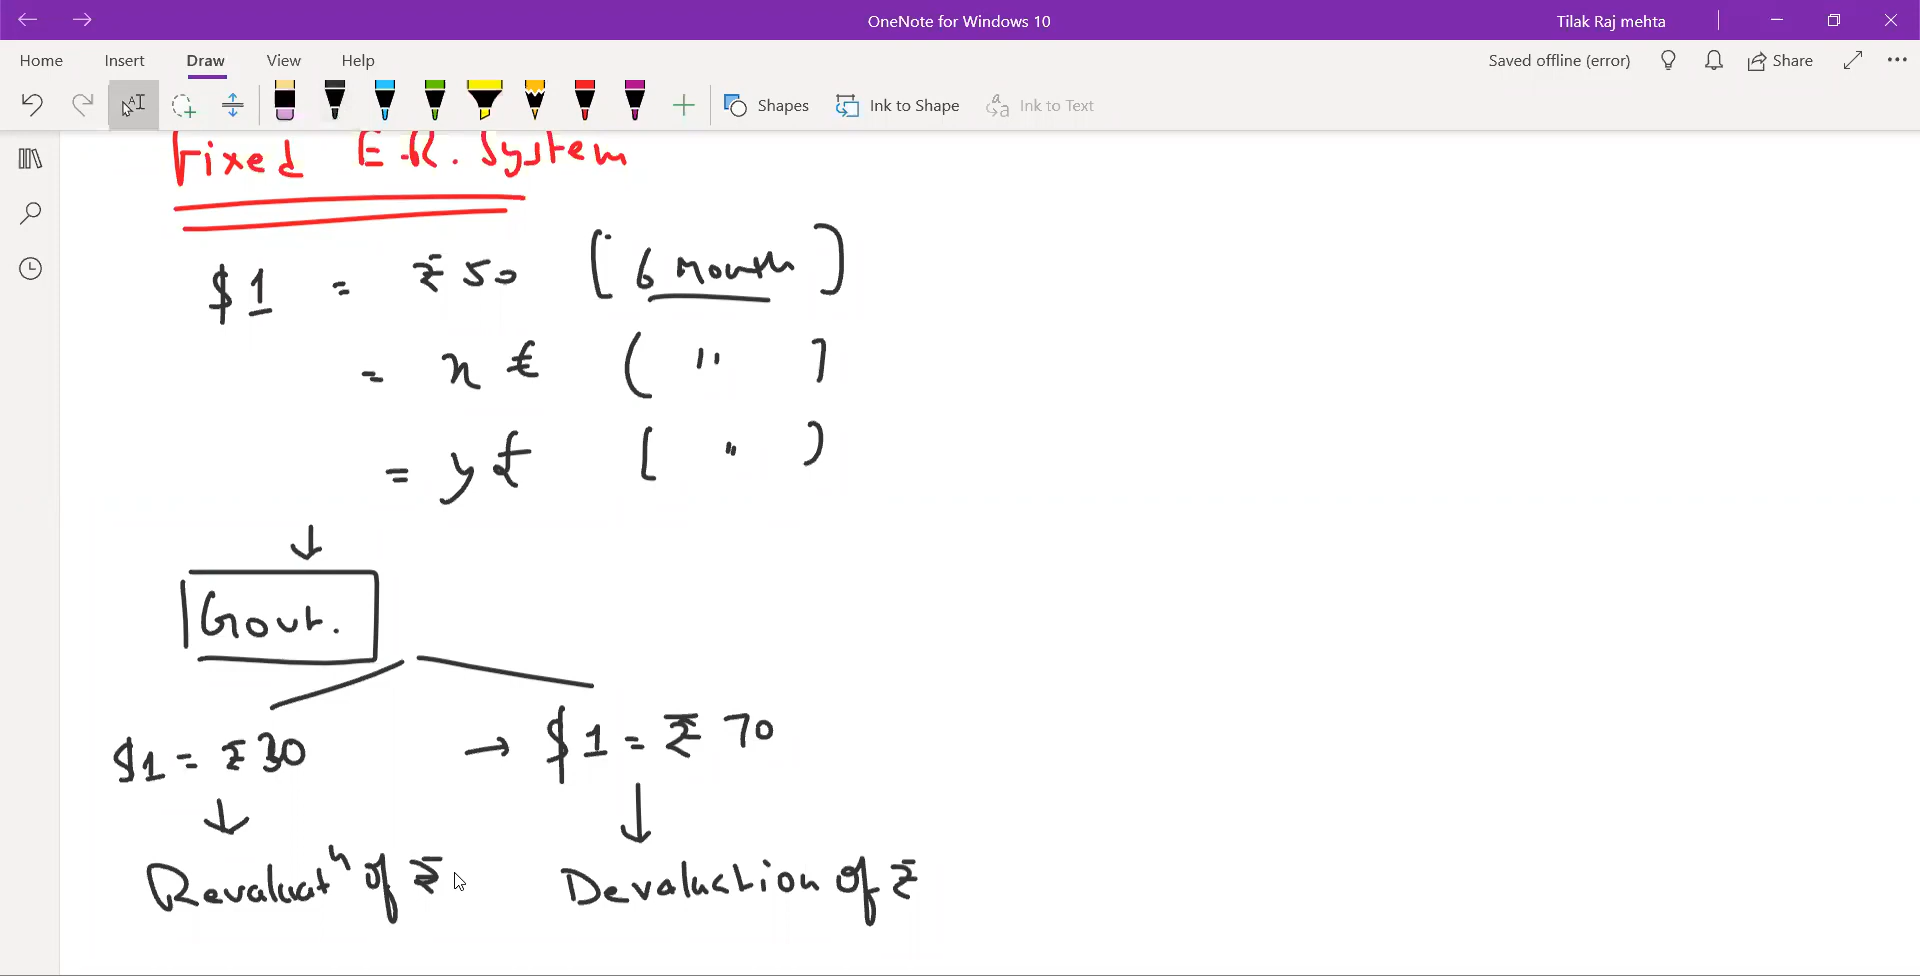 OneNote for Windows 10
Tilak Raj mehta
Home Insert Draw View Help
Saved offline (error) Share
Shapes Ink to Shape Ink to Text
Fixed E.R. System
$1 = ₹ 50 [6 Month]
= x € ( " ]
= y £ [ " )
↓
Govt.
$1 = ₹ 30 → $1 = ₹ 70
↓ ↓
Revaluatⁿ of ₹ Devaluation of ₹